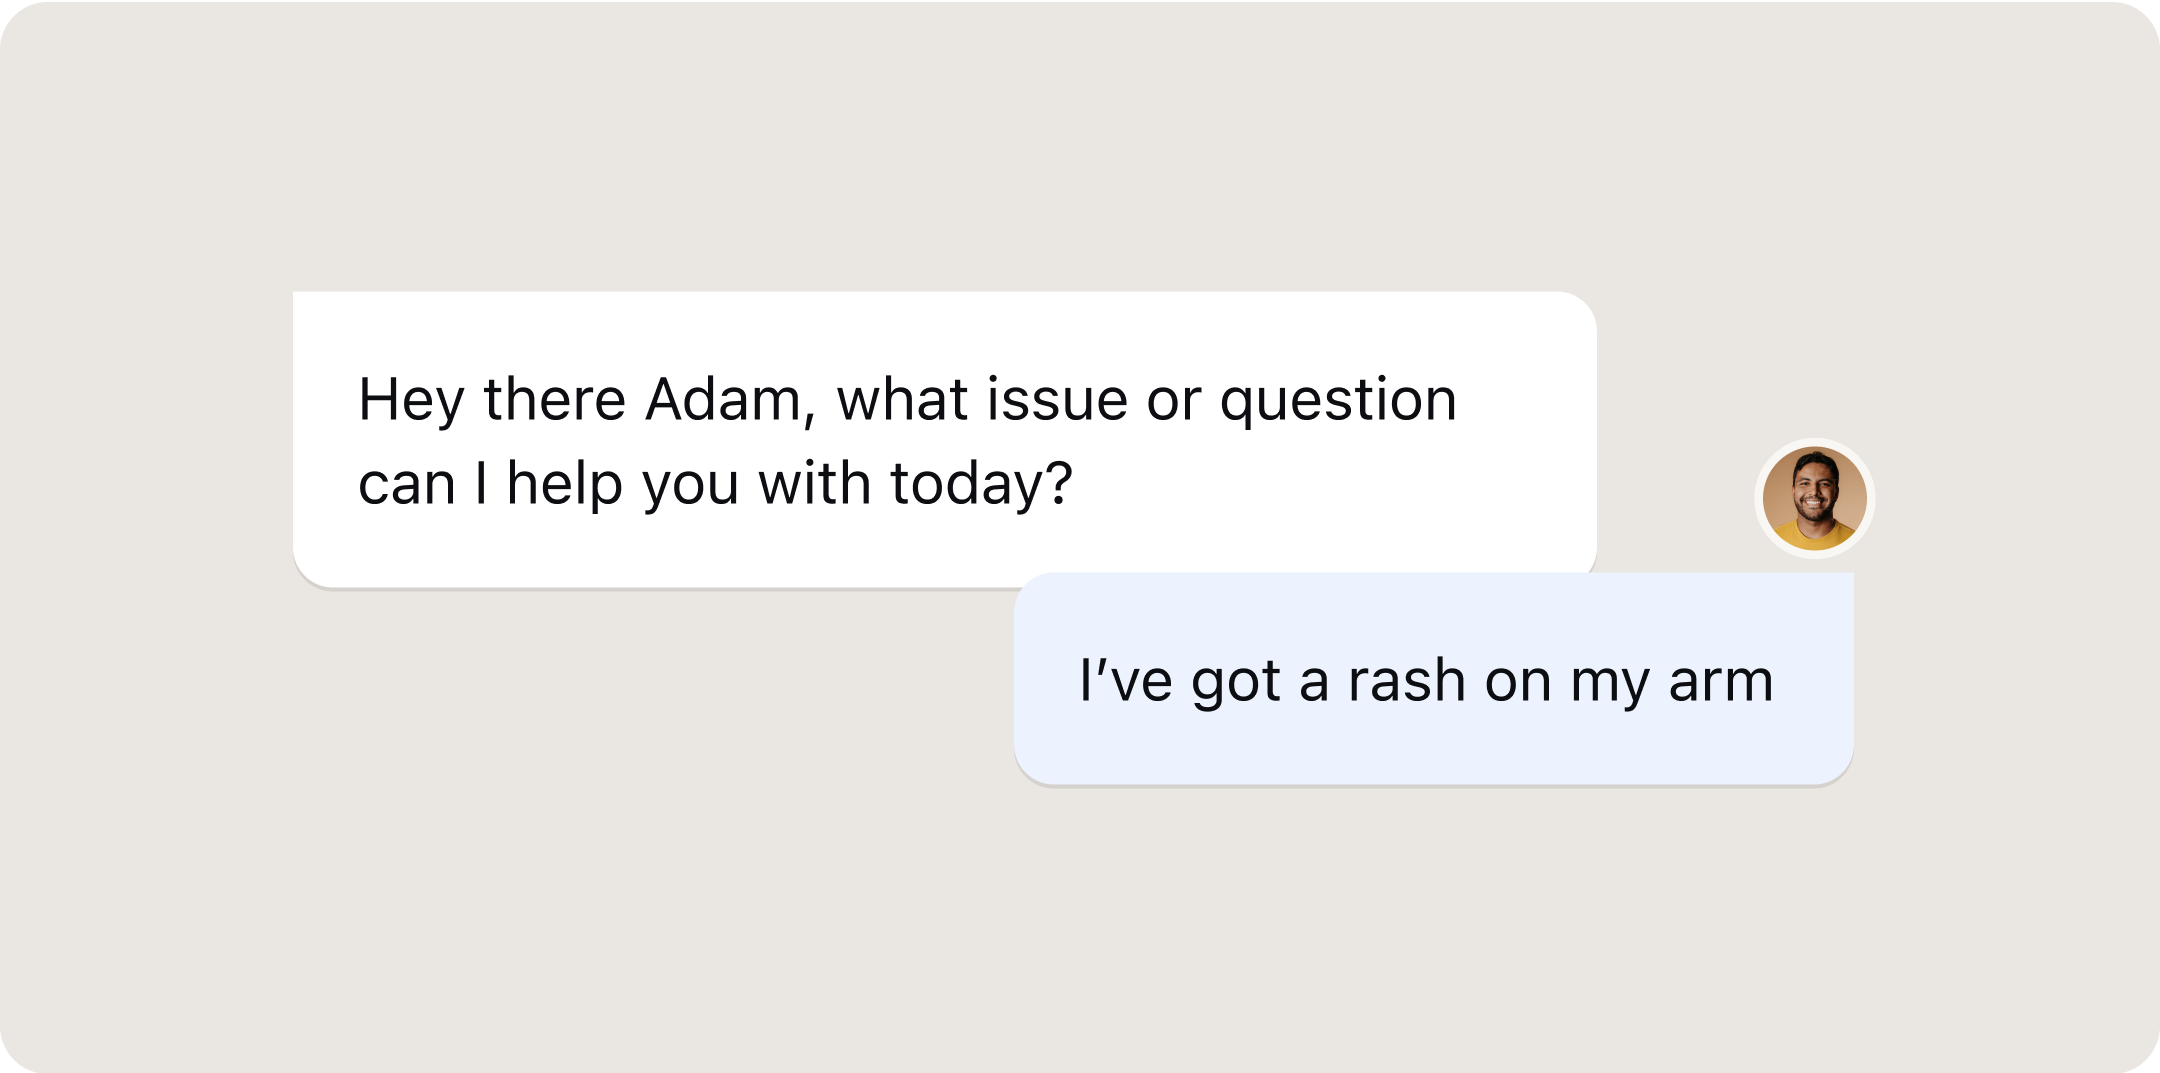 Hey there Adam, what issue or question
can I help you with today?
I’ve got a rash on my arm